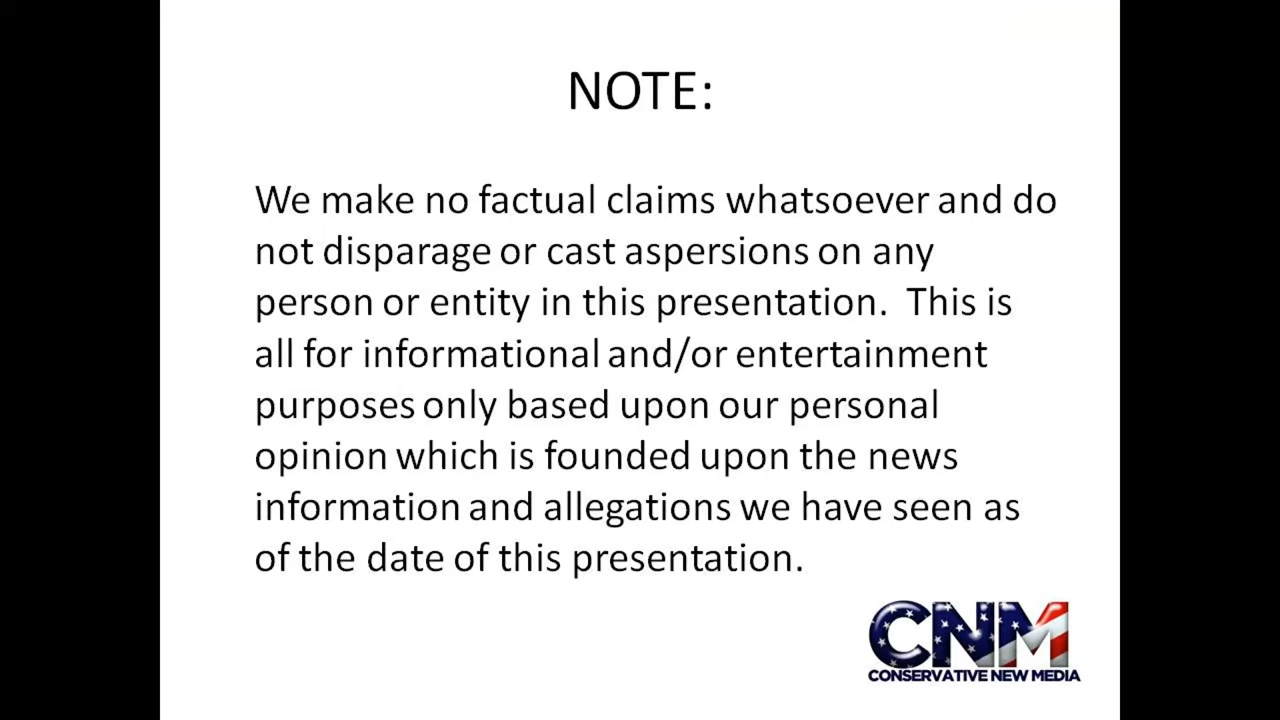 NOTE:
We make no factual claims whatsoever and do
not disparage or cast aspersions on any
person or entity in this presentation.  This is
all for informational and/or entertainment
purposes only based upon our personal
opinion which is founded upon the news
information and allegations we have seen as
of the date of this presentation.
CNM
CONSERVATIVE NEW MEDIA